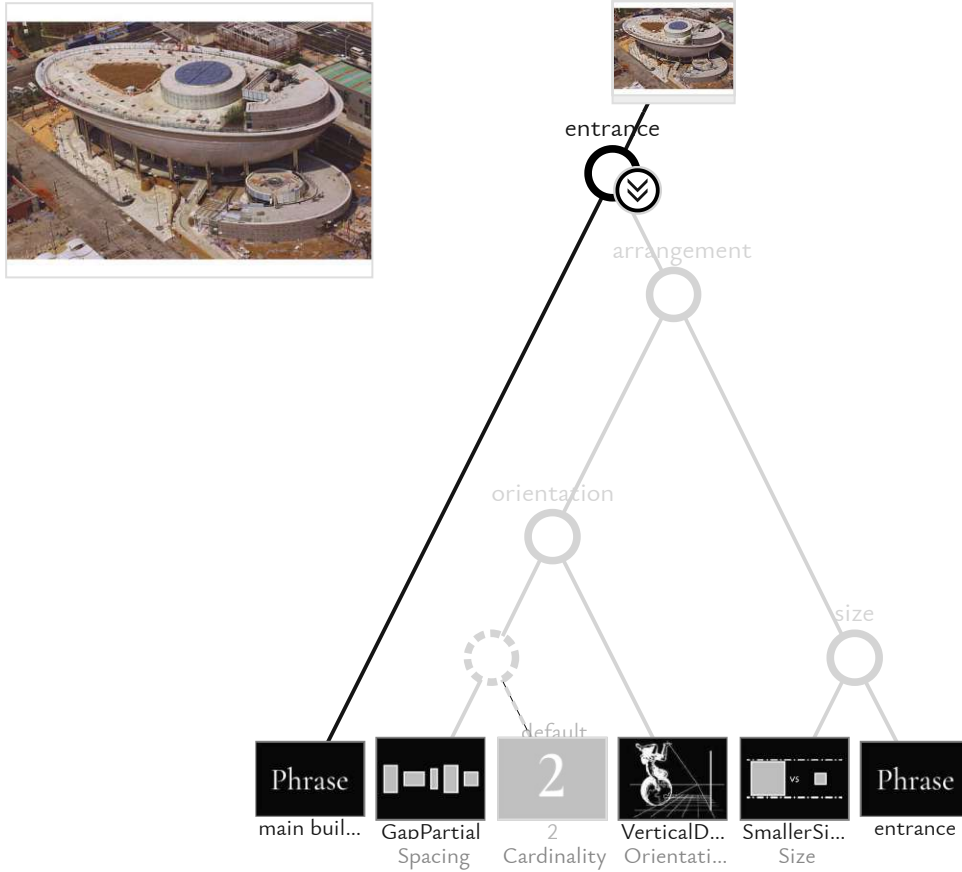 entrance
arrangement
orientation
size
default
Phrase
2
vs
Phrase
main buil...
GapPartial
2
VerticalD...
SmallerSi...
entrance
Spacing
Cardinality
Orientati...
Size